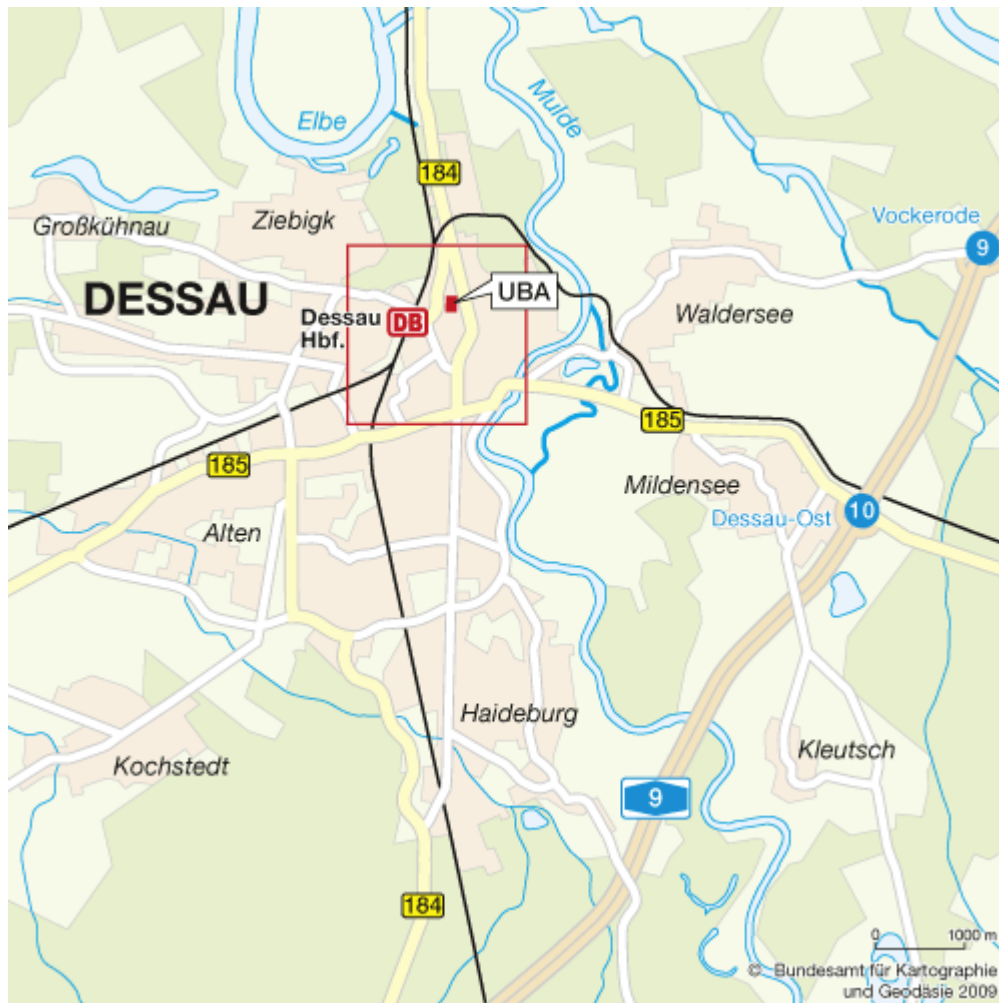 Elbe
Mulde
184
Großkühnau
Ziebigk
Vockerode
9
DESSAU
UBA
Dessau
Hbf.
DB
Waldersee
185
185
Mildensee
Alten
Dessau-Ost
10
Haideburg
Kochstedt
Kleutsch
9
184
0 1000 m
© Bundesamt für Kartographie
und Geodäsie 2009